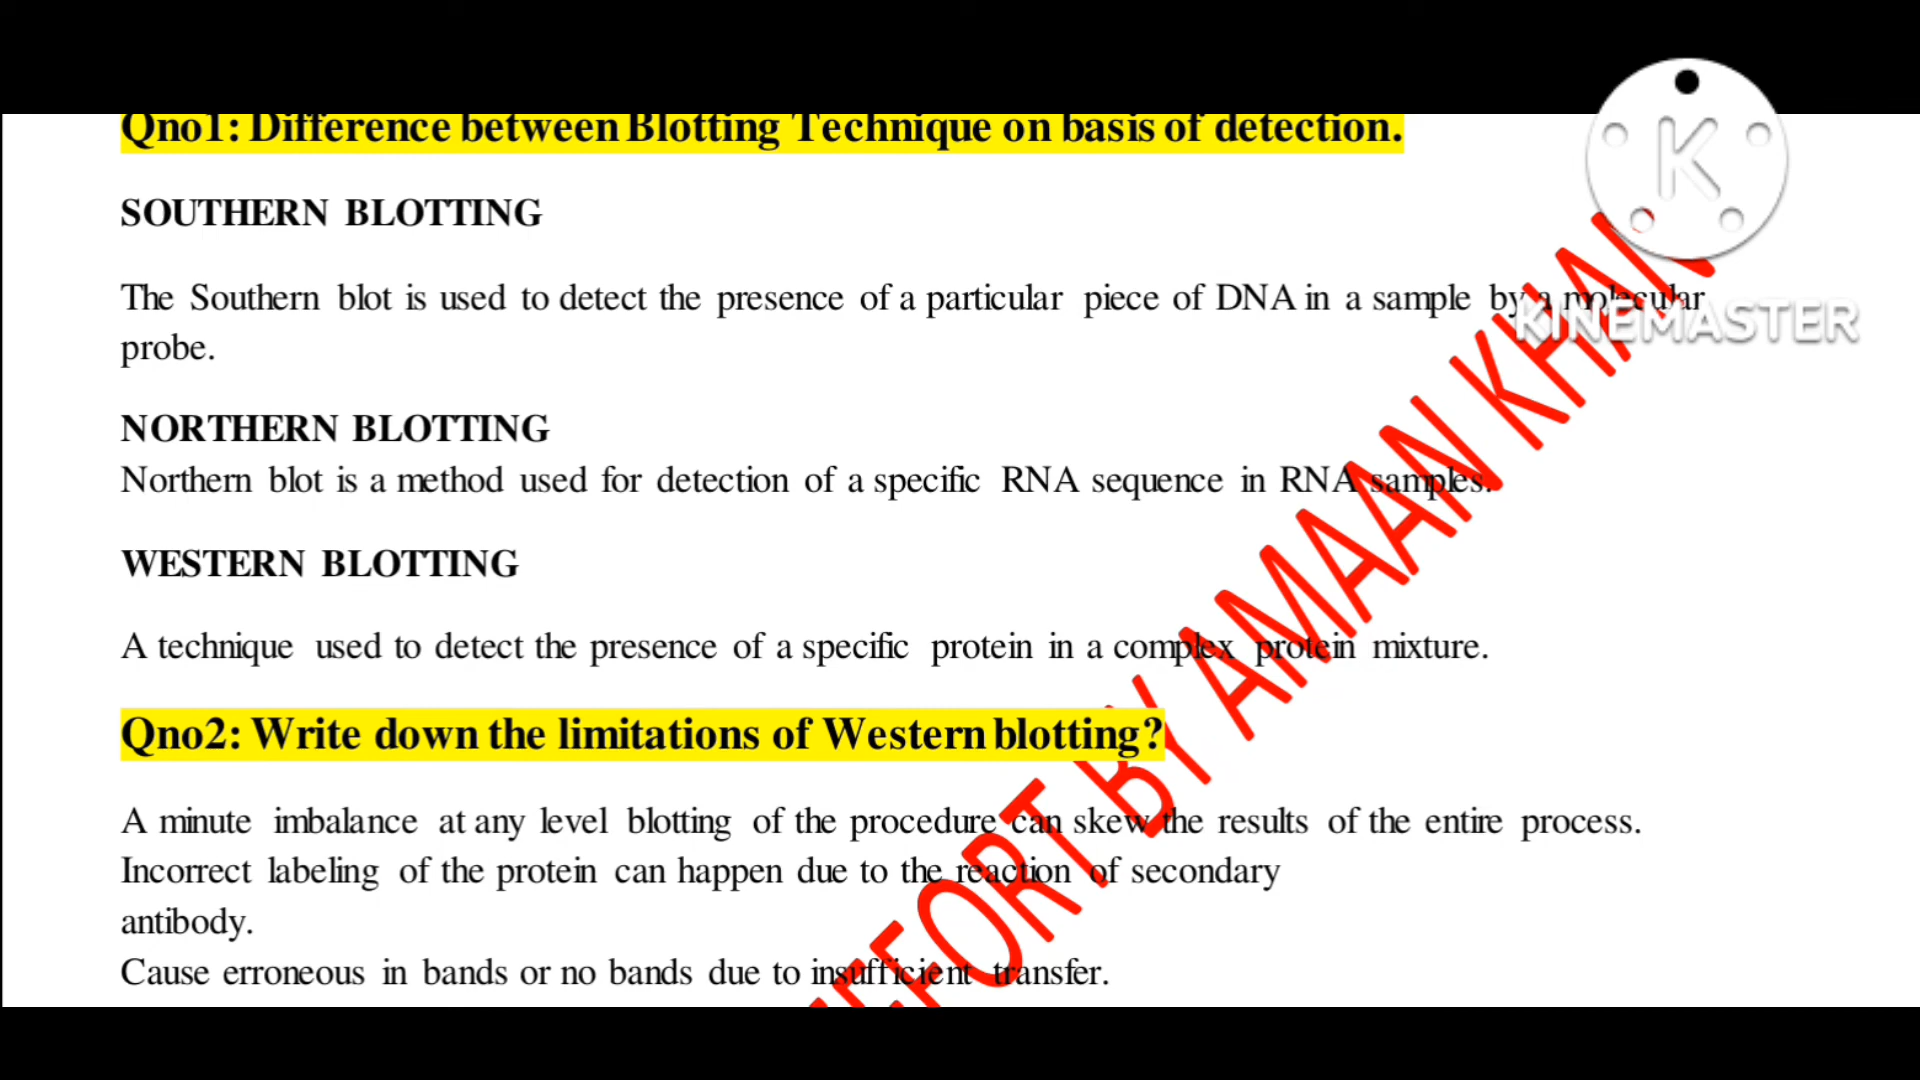 Qno1: Difference between Blotting Technique on basis of detection.
SOUTHERN BLOTTING
The Southern blot is used to detect the presence of a particular piece of DNA in a sample by a molecular
probe.
NORTHERN BLOTTING
Northern blot is a method used for detection of a specific RNA sequence in RNA samples.
WESTERN BLOTTING
A technique used to detect the presence of a specific protein in a complex protein mixture.
Qno2: Write down the limitations of Western blotting?
A minute imbalance at any level blotting of the procedure can skew the results of the entire process.
Incorrect labeling of the protein can happen due to the reaction of secondary
antibody.
Cause erroneous in bands or no bands due to insufficient transfer.
EFFORT BY AMAAN KHAN
K
KINEMASTER